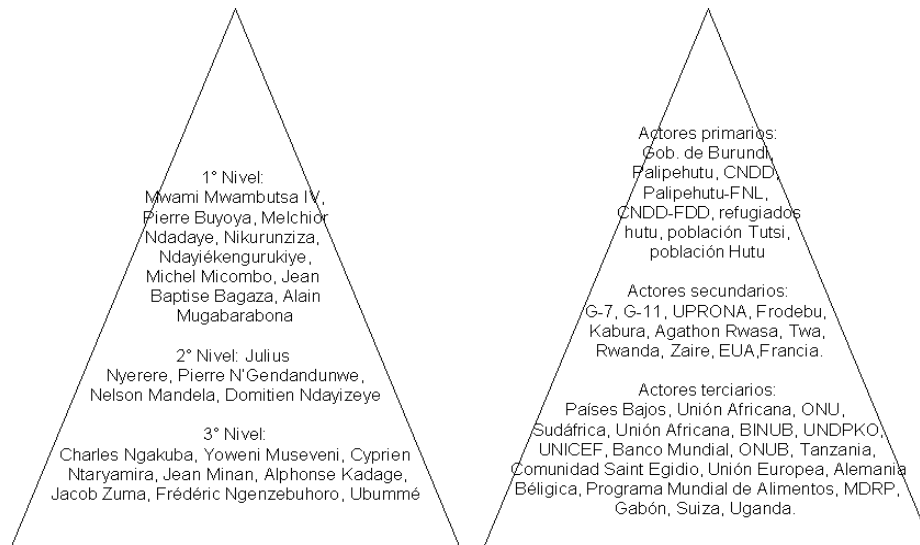 1° Nivel:
Mwami Mwambutsa IV,
Pierre Buyoya, Melchior
Ndadaye, Nikurunziza,
Ndayiékengurukiye,
Michel Micombo, Jean
Baptise Bagaza, Alain
Mugabarabona
2° Nivel: Julius
Nyerere, Pierre N'Gendandunwe,
Nelson Mandela, Domitien Ndayizeye
3° Nivel:
Charles Ngakuba, Yoweni Museveni, Cyprien
Ntaryamira, Jean Minan, Alphonse Kadage,
Jacob Zuma, Frédéric Ngenzebuhoro, Ubummé
Actores primarios:
Gob. de Burundi,
Palipehutu, CNDD,
Palipehutu-FNL,
CNDD-FDD, refugiados
hutu, población Tutsi,
población Hutu
Actores secundarios:
G-7, G-11, UPRONA, Frodebu,
Kabura, Agathon Rwasa, Twa,
Rwanda, Zaire, EUA,Francia.
Actores terciarios:
Países Bajos, Unión Africana, ONU,
Sudáfrica, Unión Africana, BINUB, UNDPKO,
UNICEF, Banco Mundial, ONUB, Tanzania,
Comunidad Saint Egidio, Unión Europea, Alemania
Béligica, Programa Mundial de Alimentos, MDRP,
Gabón, Suiza, Uganda.